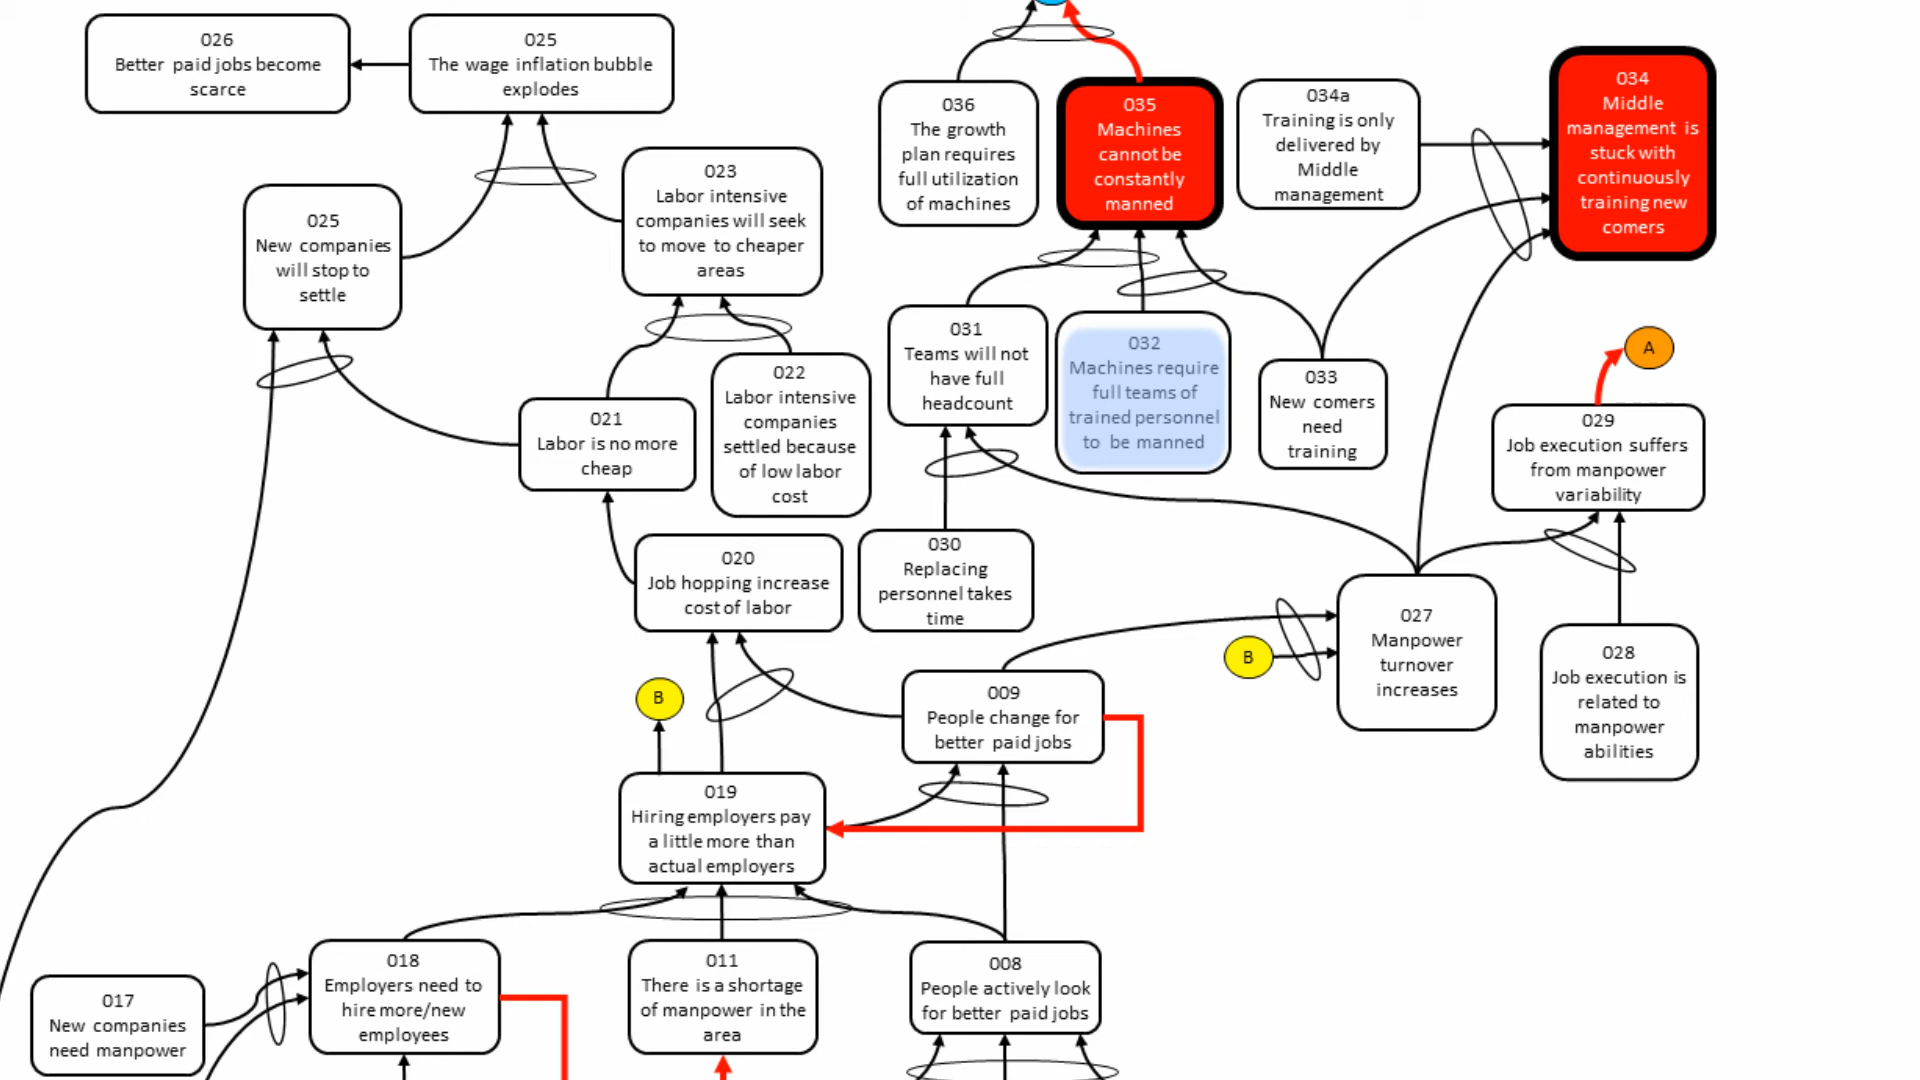 026
Better paid jobs become
scarce
025
The wage inflation bubble
explodes
036
The growth
plan requires
full utilization
of machines
035
Machines
cannot be
constantly
manned
034a
Training is only
delivered by
Middle
management
034
Middle
management is
stuck with
continuously
training new
comers
023
Labor intensive
companies will seek
to move to cheaper
areas
025
New companies
will stop to
settle
031
Teams will not
have full
headcount
032
Machines require
full teams of
trained personnel
to be manned
033
New comers
need
training
A
029
Job execution suffers
from manpower
variability
022
Labor intensive
companies
settled because
of low labor
cost
021
Labor is no more
cheap
020
Job hopping increase
cost of labor
030
Replacing
personnel takes
time
027
Manpower
turnover
increases
B
028
Job execution is
related to
manpower
abilities
B
009
People change for
better paid jobs
019
Hiring employers pay
a little more than
actual employers
017
New companies
need manpower
018
Employers need to
hire more/new
employees
011
There is a shortage
of manpower in the
area
008
People actively look
for better paid jobs